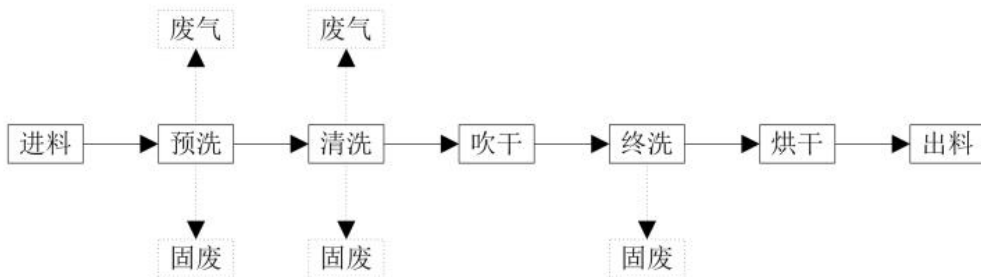 废气 废气
进料 预洗 清洗 吹干 终洗 烘干 出料
固废 固废 固废